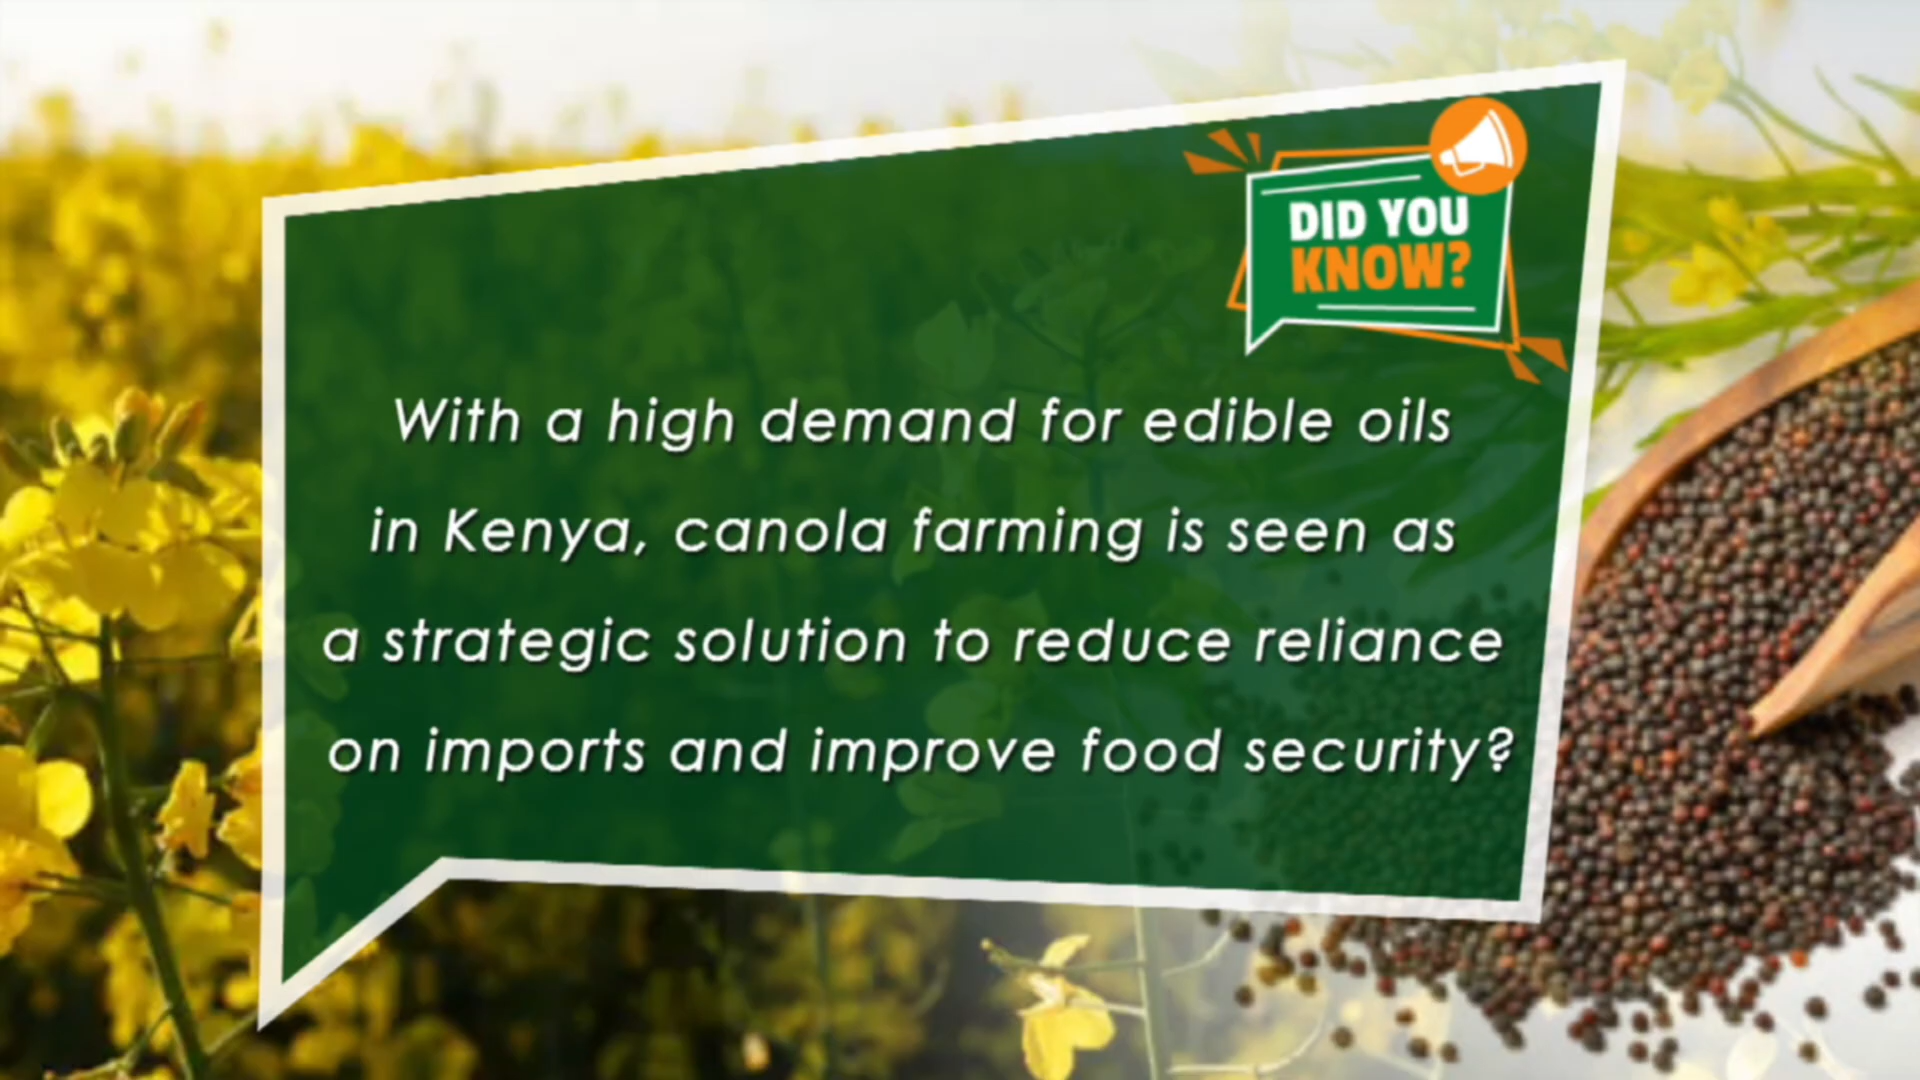 DID YOU
KNOW?
With a high demand for edible oils
in Kenya, canola farming is seen as
a strategic solution to reduce reliance
on imports and improve food security?